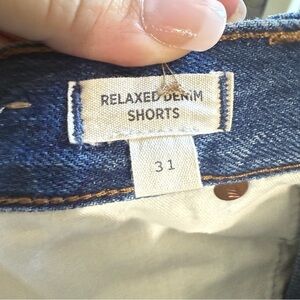 RELAXED DENIM
SHORTS
31